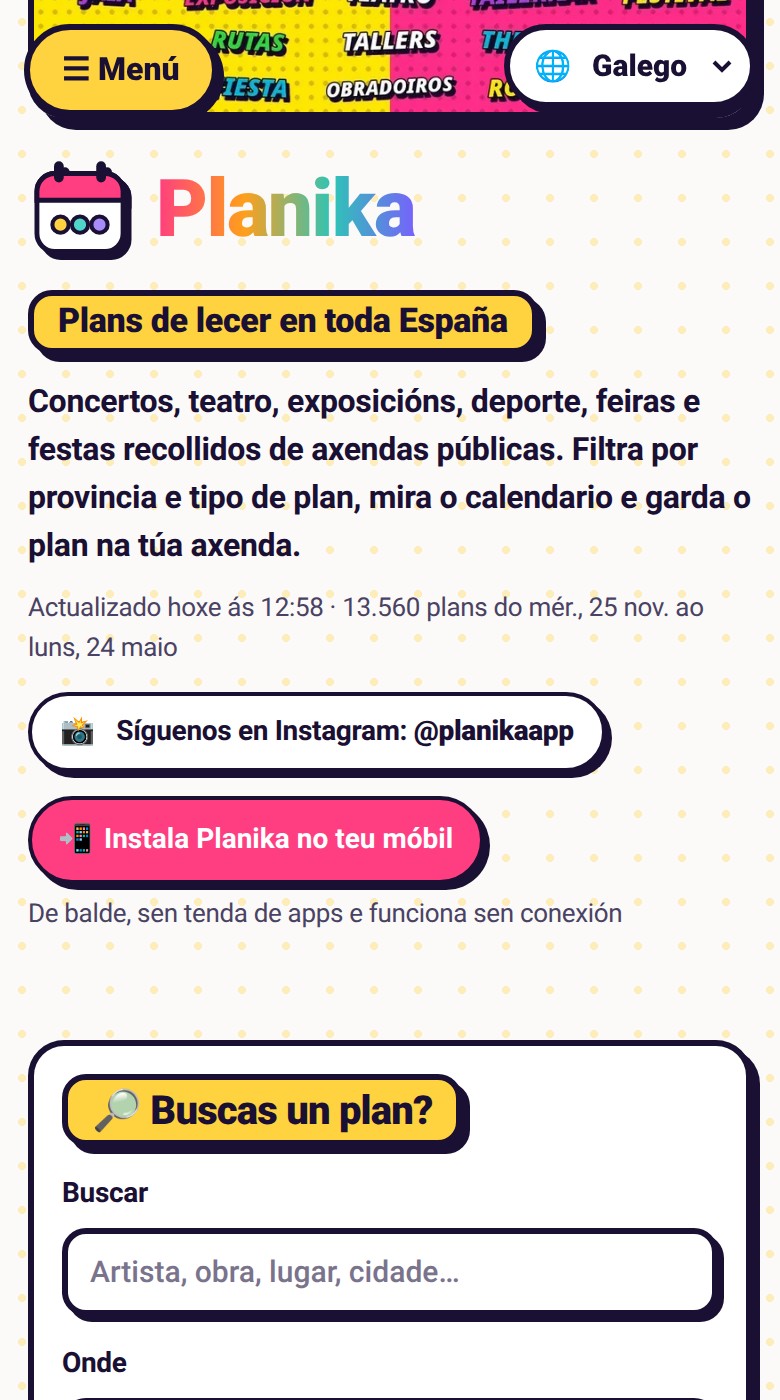 RUTAS TALLERS
FIESTA OBRADOIROS
☰ Menú
🌐 Galego
Planika
Plans de lecer en toda España
Concertos, teatro, exposicións, deporte, feiras e
festas recollidos de axendas públicas. Filtra por
provincia e tipo de plan, mira o calendario e garda o
plan na túa axenda.
Actualizado hoxe ás 12:58 · 13.560 plans do mér., 25 nov. ao
luns, 24 maio
📸 Síguenos en Instagram: @planikaapp
📲 Instala Planika no teu móbil
De balde, sen tenda de apps e funciona sen conexión
🔎 Buscas un plan?
Buscar
Artista, obra, lugar, cidade…
Onde